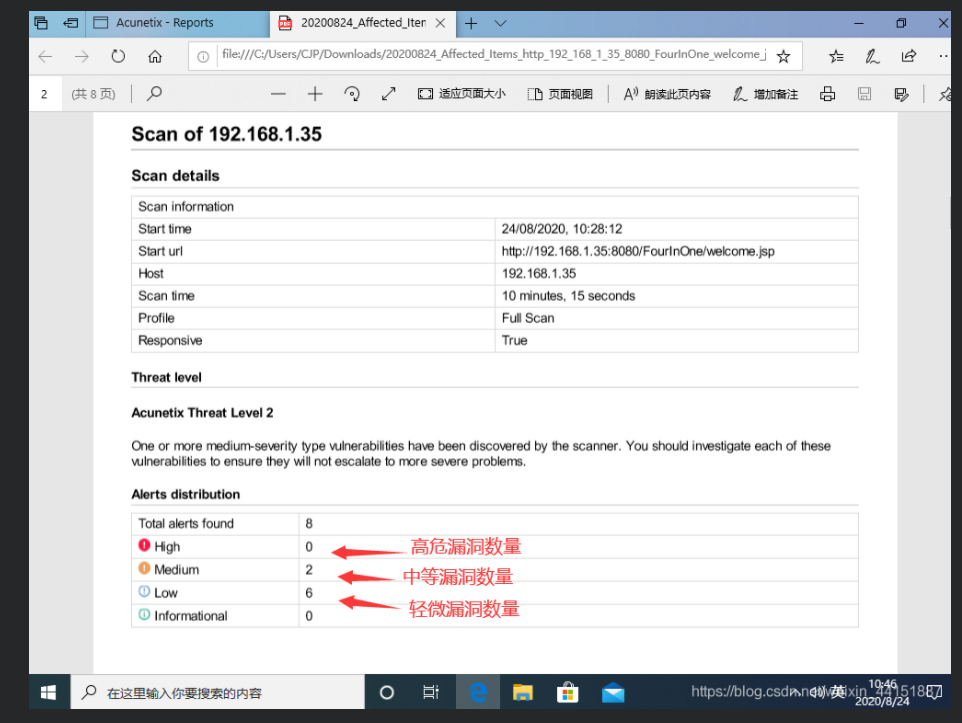 Acunetix - Reports
20200824_Affected_Iter
file:///C:/Users/CJP/Downloads/20200824_Affected_Items_http_192_168_1_35_8080_FourInOne_welcome_j
2 (共 8 页) 适应页面大小 页面视图 朗读此页内容 增加备注
Scan of 192.168.1.35
Scan details
Scan information
Start time 24/08/2020, 10:28:12
Start url http://192.168.1.35:8080/FourInOne/welcome.jsp
Host 192.168.1.35
Scan time 10 minutes, 15 seconds
Profile Full Scan
Responsive True
Threat level
Acunetix Threat Level 2
One or more medium-severity type vulnerabilities have been discovered by the scanner. You should investigate each of these
vulnerabilities to ensure they will not escalate to more severe problems.
Alerts distribution
Total alerts found 8
High 0 高危漏洞数量
Medium 2 中等漏洞数量
Low 6 轻微漏洞数量
Informational 0
在这里输入你要搜索的内容
https://blog.csdn.net/weixin_44151887
英
10:46
2020/8/24